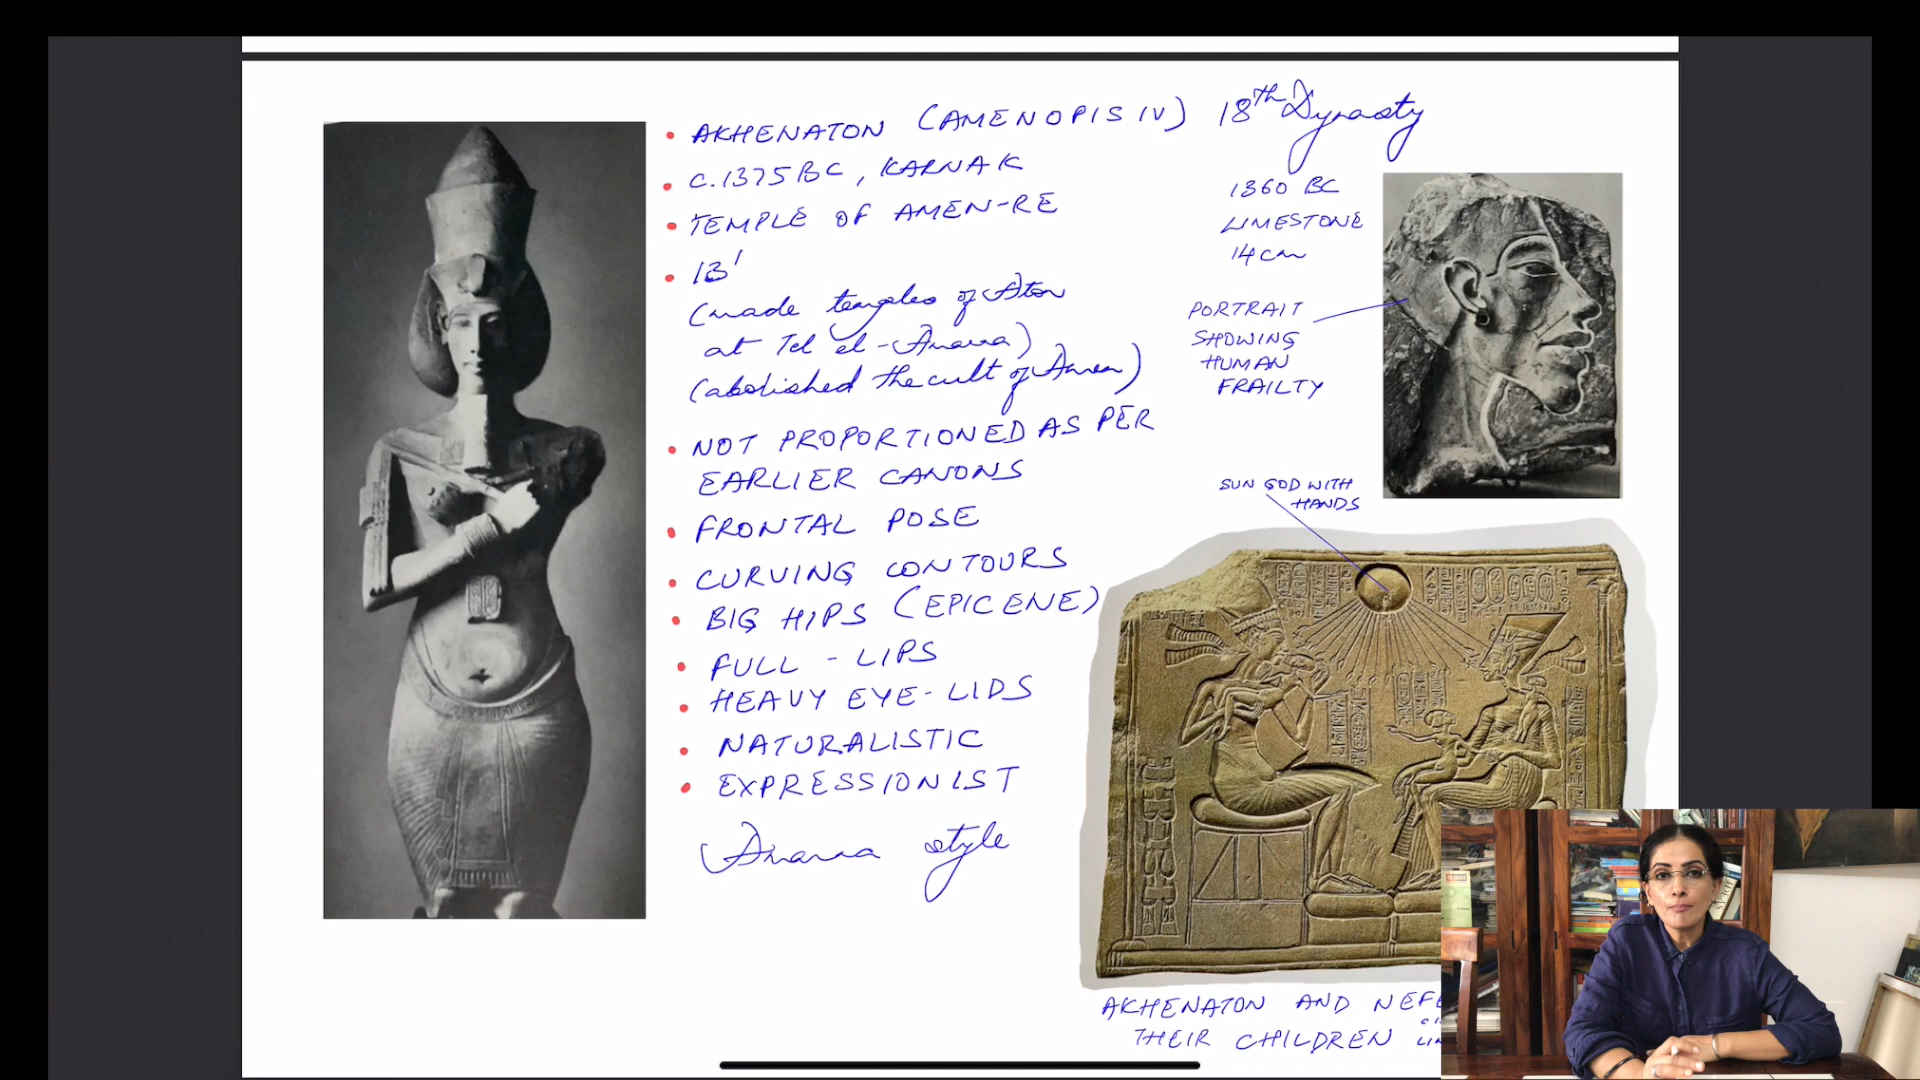 • AKHENATON (AMENOPIS IV) 18th Dynasty
• C.1375 BC, KARNAK
• TEMPLE OF AMEN-RE
• 13'
(made temples of Aton
at Tel el-Amarna)
(abolished the cult of Amen)
• NOT PROPORTIONED AS PER
EARLIER CANONS
• FRONTAL POSE
• CURVING CONTOURS
• BIG HIPS (EPICENE)
• FULL-LIPS
• HEAVY EYE-LIDS
• NATURALISTIC
• EXPRESSIONIST
Amarna style
1360 BC
LIMESTONE
14cm
PORTRAIT
SHOWING
HUMAN
FRAILTY
SUN GOD WITH
HANDS
AKHENATON AND
THEIR CHILDREN